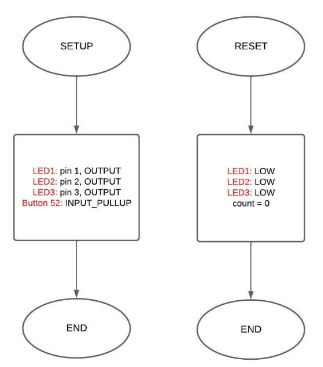 SETUP
LED1: pin 1, OUTPUT
LED2: pin 2, OUTPUT
LED3: pin 3, OUTPUT
Button 52: INPUT_PULLUP
END
RESET
LED1: LOW
LED2: LOW
LED3: LOW
count = 0
END